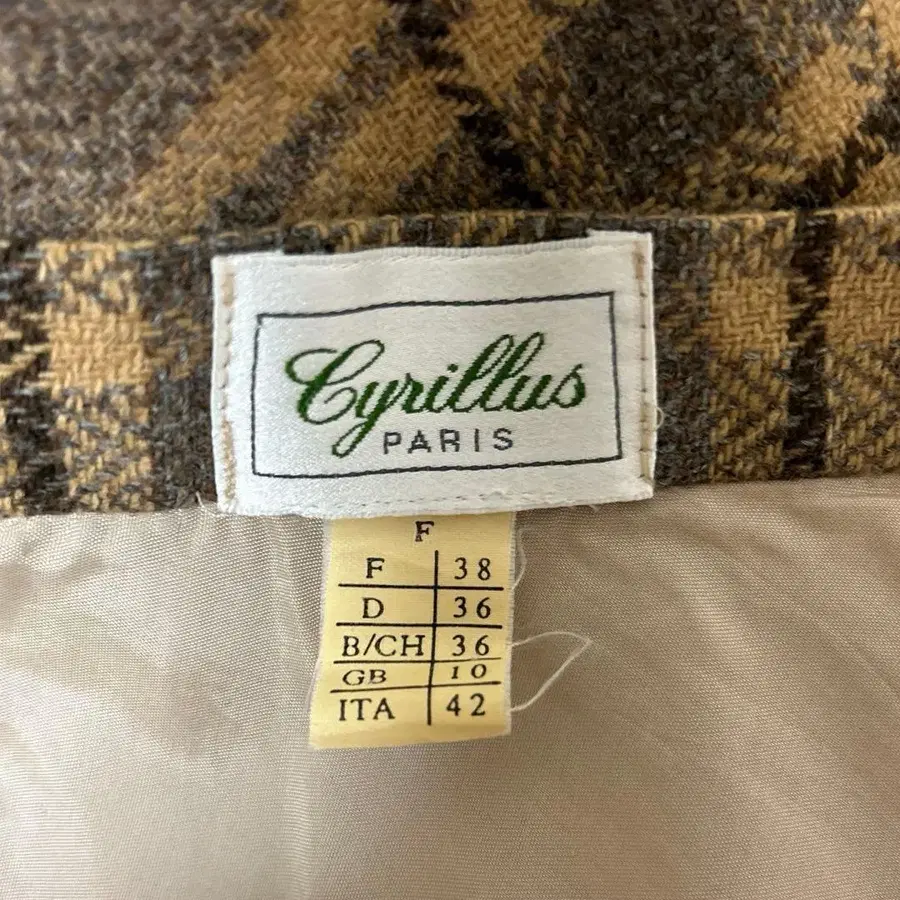 Cyrillus
PARIS
F
F 38
D 36
B/CH 36
GB 10
ITA 42